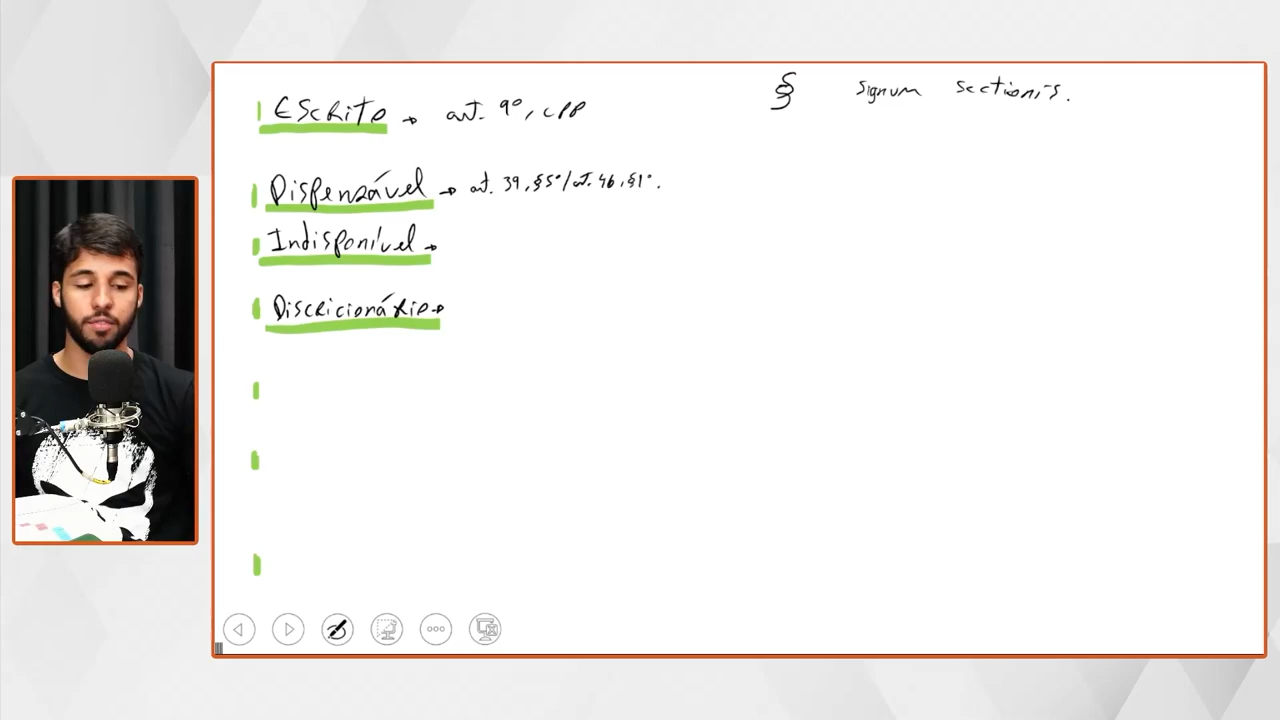 § signum sectionis.
Escrito → art. 9º, CPP
Dispensável → art. 39, §5º/art. 46, §1º.
Indisponível →
Discricionário →